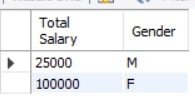 Total
Salary Gender
25000 M
100000 F